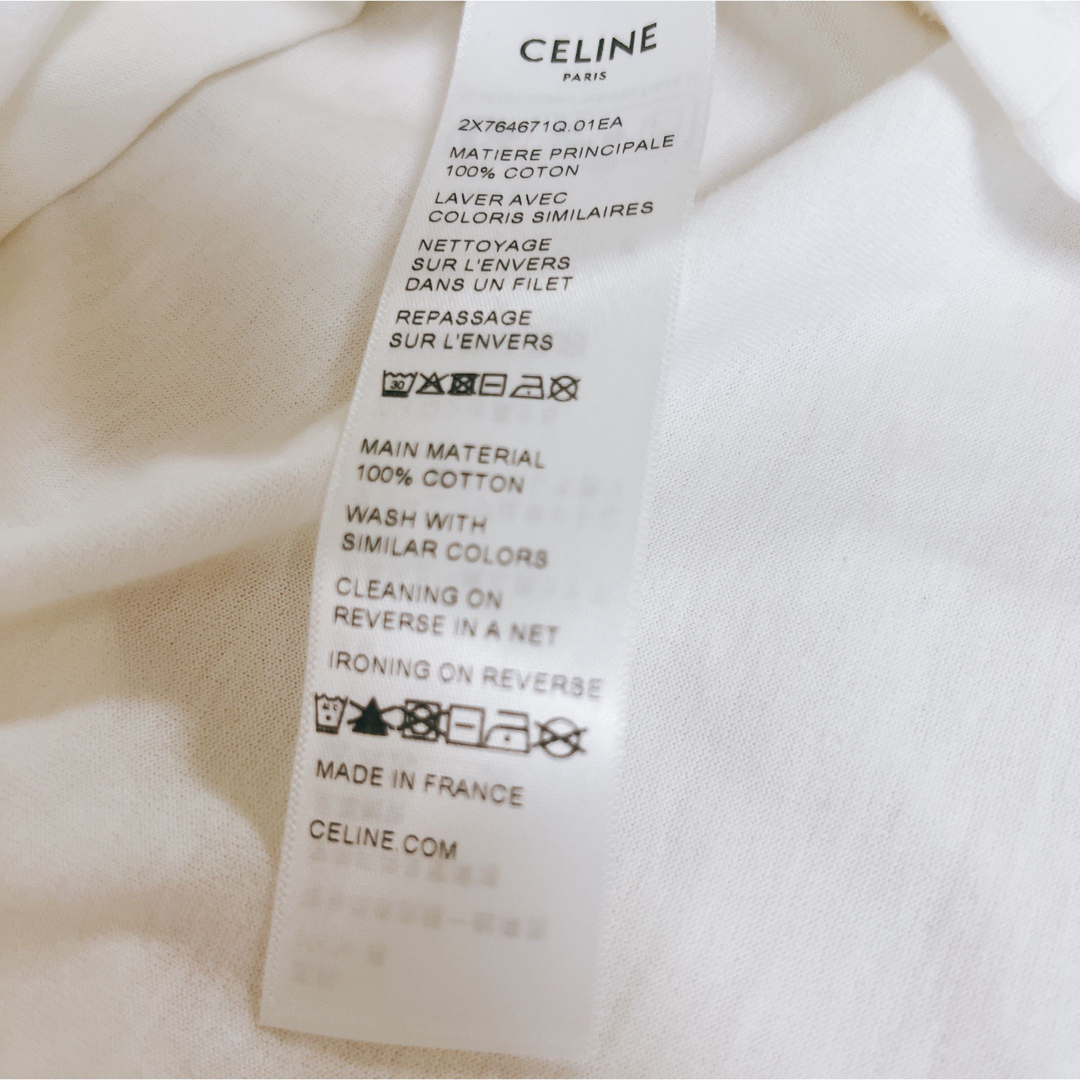 CELINE
PARIS
2X764671Q.01EA
MATIERE PRINCIPALE
100% COTON
LAVER AVEC
COLORIS SIMILAIRES
NETTOYAGE
SUR L'ENVERS
DANS UN FILET
REPASSAGE
SUR L'ENVERS
30
MAIN MATERIAL
100% COTTON
WASH WITH
SIMILAR COLORS
CLEANING ON
REVERSE IN A NET
IRONING ON REVERSE
MADE IN FRANCE
CELINE.COM